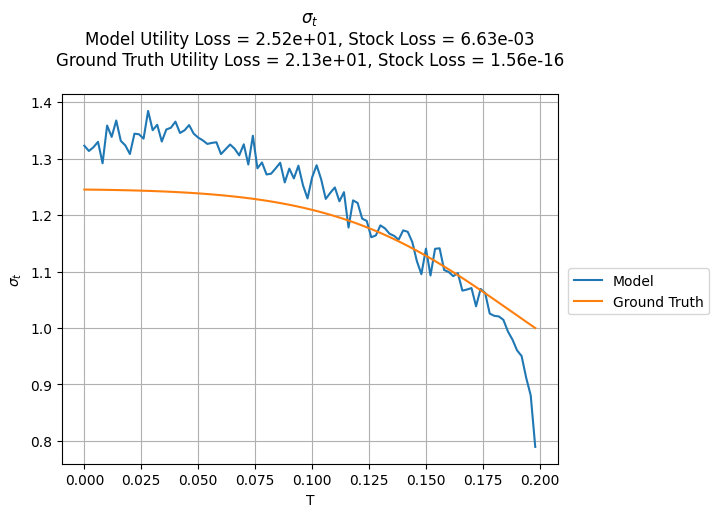 σt
Model Utility Loss = 2.52e+01, Stock Loss = 6.63e-03
Ground Truth Utility Loss = 2.13e+01, Stock Loss = 1.56e-16
1.4
1.3
1.2
1.1
1.0
0.9
0.8
σt
0.000 0.025 0.050 0.075 0.100 0.125 0.150 0.175 0.200
T
Model
Ground Truth